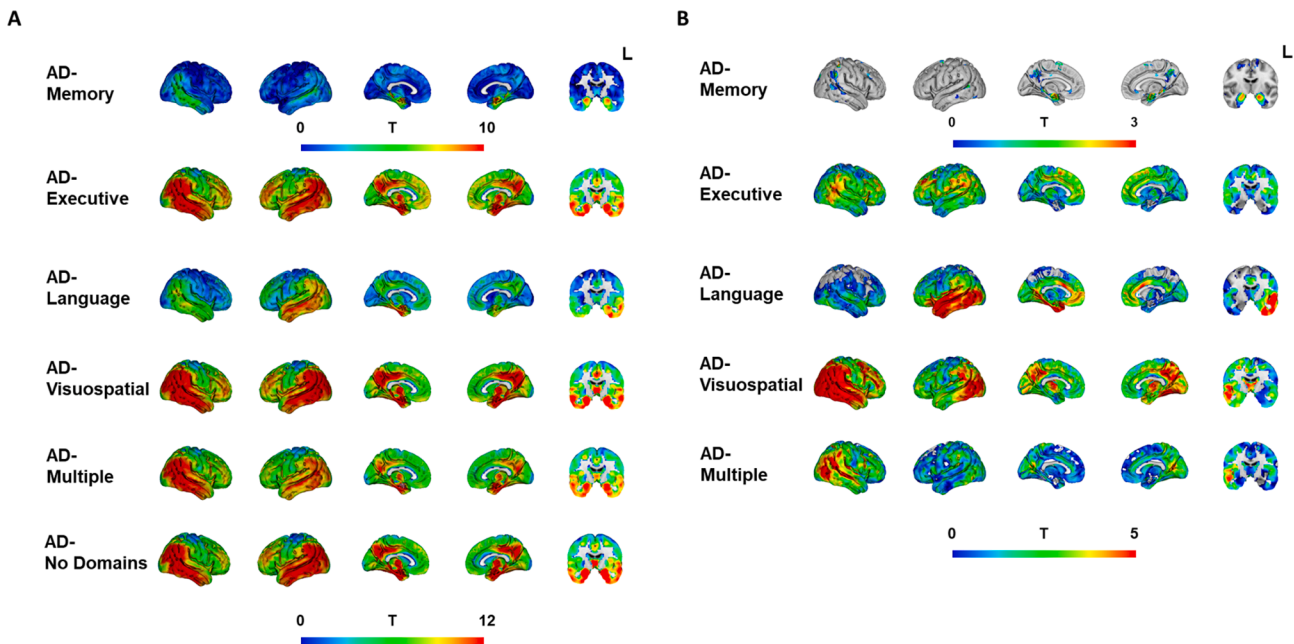 A
AD-
Memory
L
0 T 10
AD-
Executive
AD-
Language
AD-
Visuospatial
AD-
Multiple
AD-
No Domains
0 T 12
B
AD-
Memory
L
0 T 3
AD-
Executive
AD-
Language
AD-
Visuospatial
AD-
Multiple
0 T 5